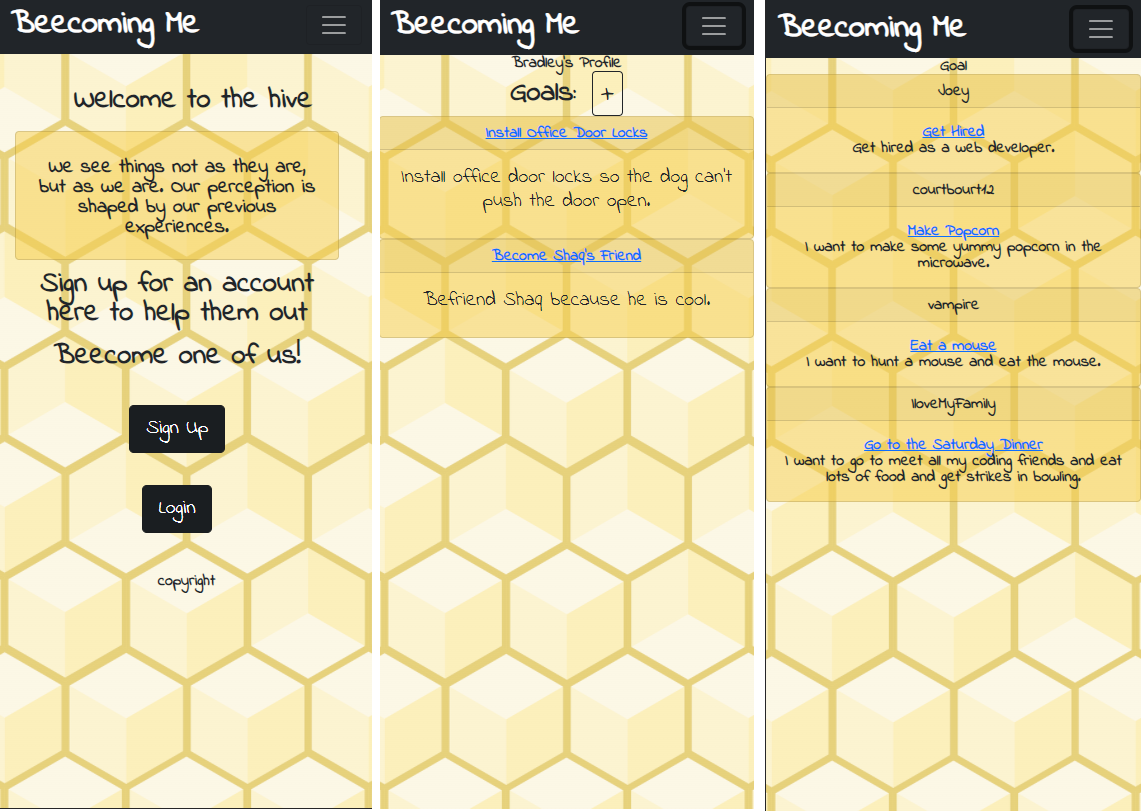 Beecoming Me
Welcome to the hive
We see things not as they are,
but as we are. Our perception is
shaped by our previous
experiences.
Sign up for an account
here to help them out
Beecome one of us!
Sign Up
Login
copyright
Beecoming Me
Bradley's Profile
Goals: +
Install Office Door Locks
Install office door locks so the dog can't
push the door open.
Become Shaq's Friend
Befriend Shaq because he is cool.
Beecoming Me
Goal
Joey
Get Hired
Get hired as a web developer.
courtbourt12
Make Popcorn
I want to make some yummy popcorn in the
microwave.
vampire
Eat a mouse
I want to hunt a mouse and eat the mouse.
IloveMyFamily
Go to the Saturday Dinner
I want to go to meet all my coding friends and eat
lots of food and get strikes in bowling.